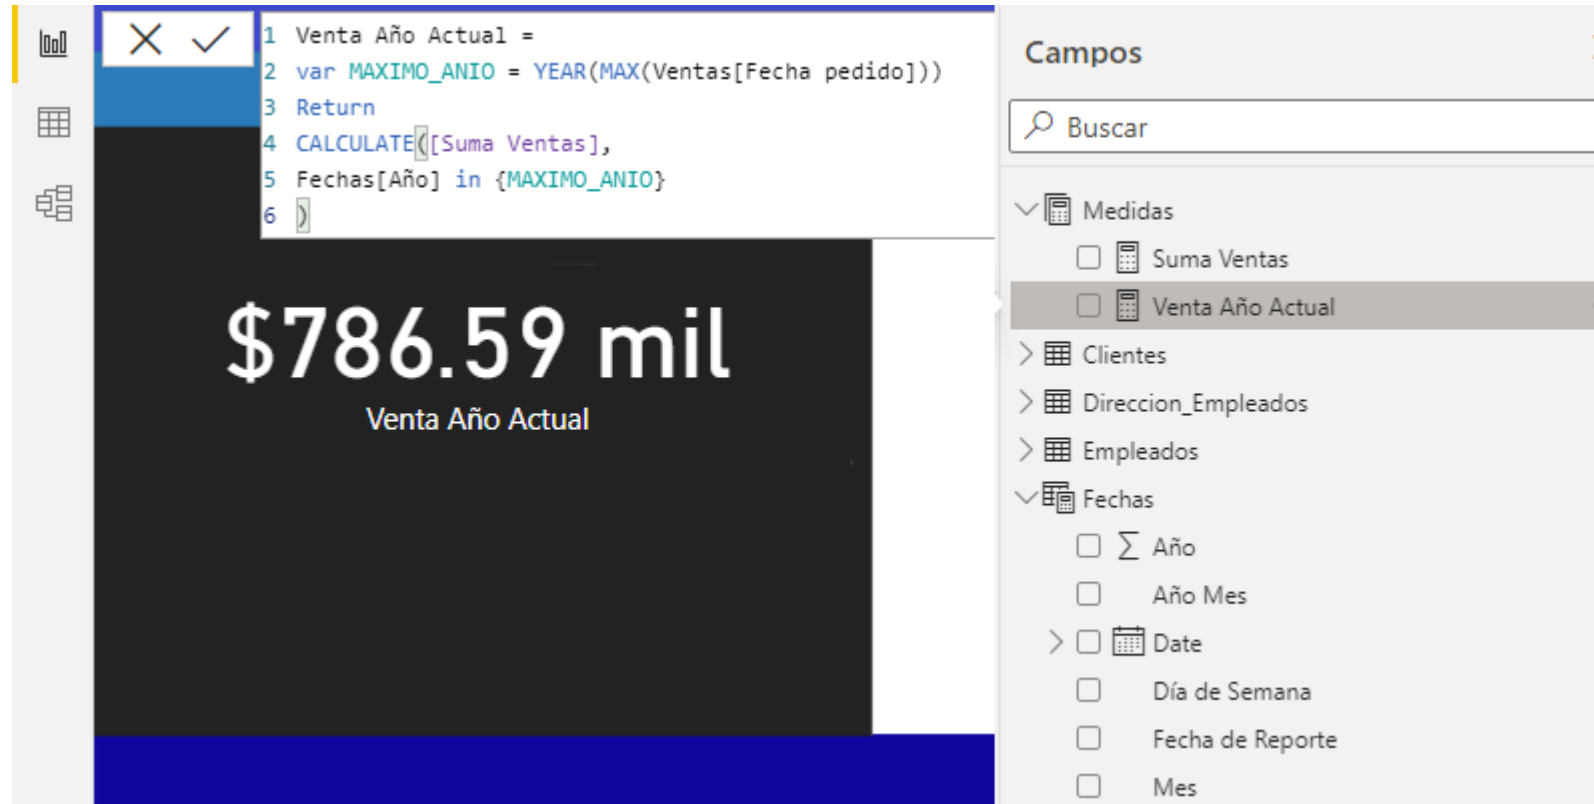 1 Venta Año Actual =
2 var MAXIMO_ANIO = YEAR(MAX(Ventas[Fecha pedido]))
3 Return
4 CALCULATE([Suma Ventas],
5 Fechas[Año] in {MAXIMO_ANIO}
6 )
$786.59 mil
Venta Año Actual
Campos
Buscar
Medidas
Suma Ventas
Venta Año Actual
Clientes
Direccion_Empleados
Empleados
Fechas
Año
Año Mes
Date
Día de Semana
Fecha de Reporte
Mes